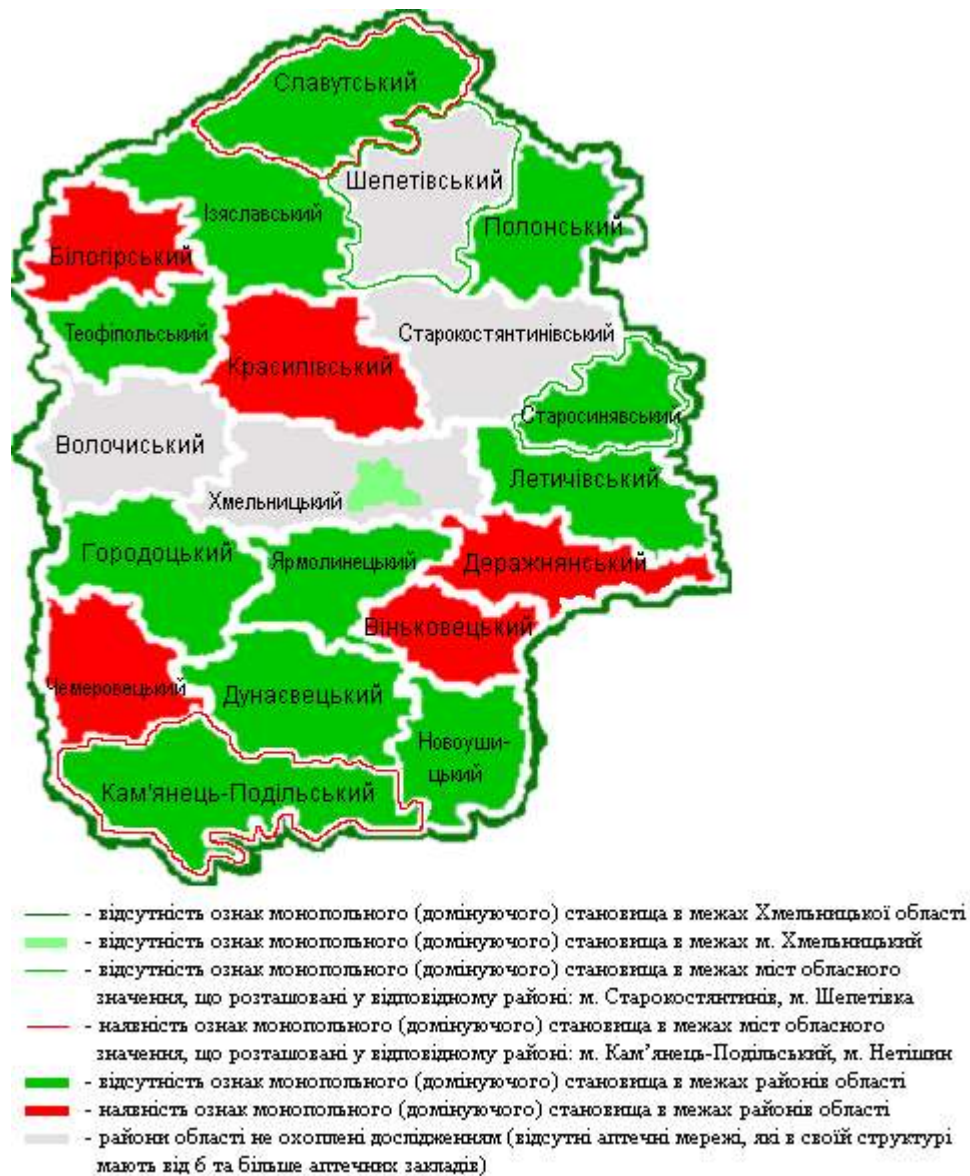 Славутський
Шепетівський
Ізяславський
Полонський
Білогірський
Теофіпольський
Старокостянтинівський
Красилівський
Старосинявський
Волочиський
Летичівський
Хмельницький
Городоцький
Ярмолинецький
Деражнянський
Віньковецький
Чемеровецький
Дунаєвецький
Новоуши-
цький
Кам'янець-Подільський
- відсутність ознак монопольного (домінуючого) становища в межах Хмельницької області
- відсутність ознак монопольного (домінуючого) становища в межах м. Хмельницький
- відсутність ознак монопольного (домінуючого) становища в межах міст обласного
значення, що розташовані у відповідному районі: м. Старокостянтинів, м. Шепетівка
- наявність ознак монопольного (домінуючого) становища в межах міст обласного
значення, що розташовані у відповідному районі: м. Кам’янець-Подільський, м. Нетішин
- відсутність ознак монопольного (домінуючого) становища в межах районів області
- наявність ознак монопольного (домінуючого) становища в межах районів області
- райони області не охоплені дослідженням (відсутні аптечні мережі, які в своїй структурі
мають від 6 та більше аптечних закладів)